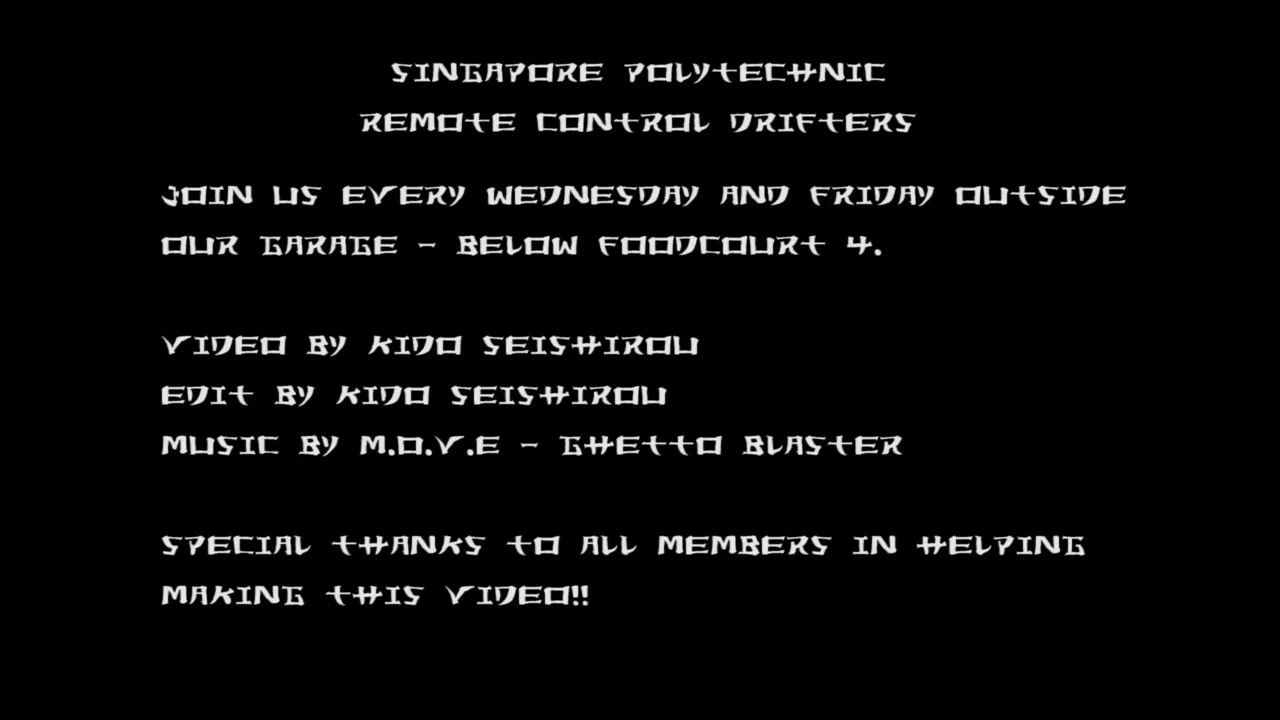 SINGAPORE POLYTECHNIC
REMOTE CONTROL DRIFTERS
JOIN US EVERY WEDNESDAY AND FRIDAY OUTSIDE
OUR GARAGE - BELOW FOODCOURT 4.
VIDEO BY KIDO SEISHIROU
EDIT BY KIDO SEISHIROU
MUSIC BY M.O.V.E - GHETTO BLASTER
SPECIAL THANKS TO ALL MEMBERS IN HELPING
MAKING THIS VIDEO!!